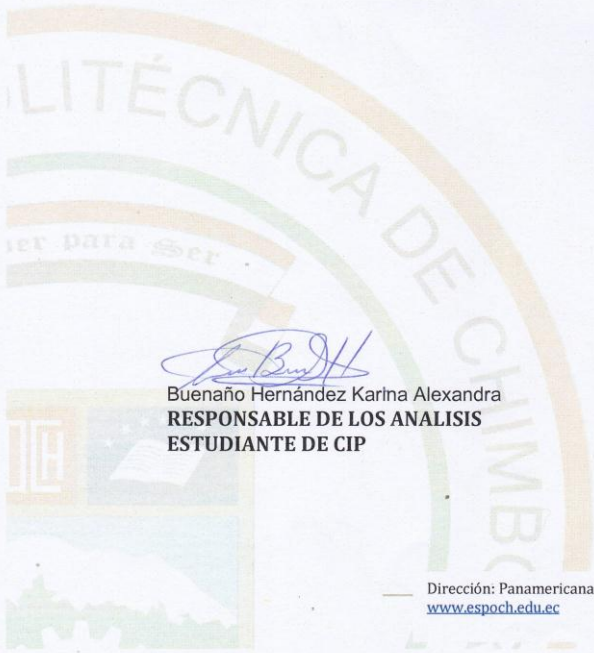 LITÉCNICA DE CHIMBO
er para Ser
Buenaño Hernández Karina Alexandra
RESPONSABLE DE LOS ANALISIS
ESTUDIANTE DE CIP
Dirección: Panamericana
www.espoch.edu.ec